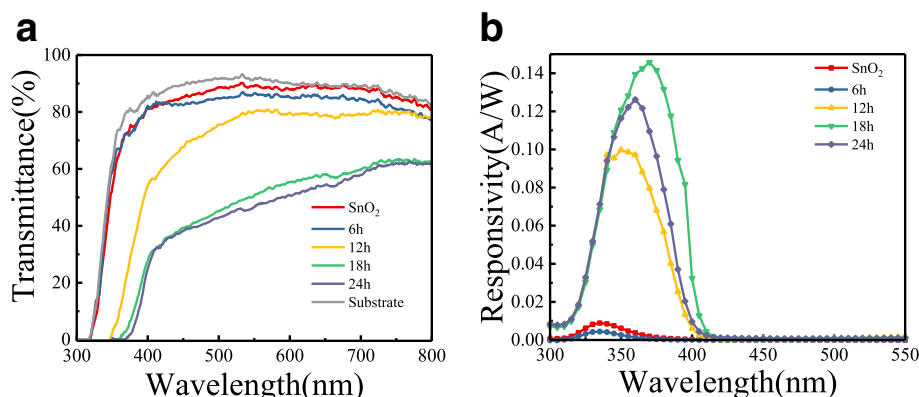 a
Transmittance(%)
100
80
60
40
20
0
300
400
500
600
700
800
Wavelength(nm)
SnO₂
6h
12h
18h
24h
Substrate
b
Responsivity(A/W)
0.14
0.12
0.10
0.08
0.06
0.04
0.02
0.00
300
350
400
450
500
550
Wavelength(nm)
SnO₂
6h
12h
18h
24h